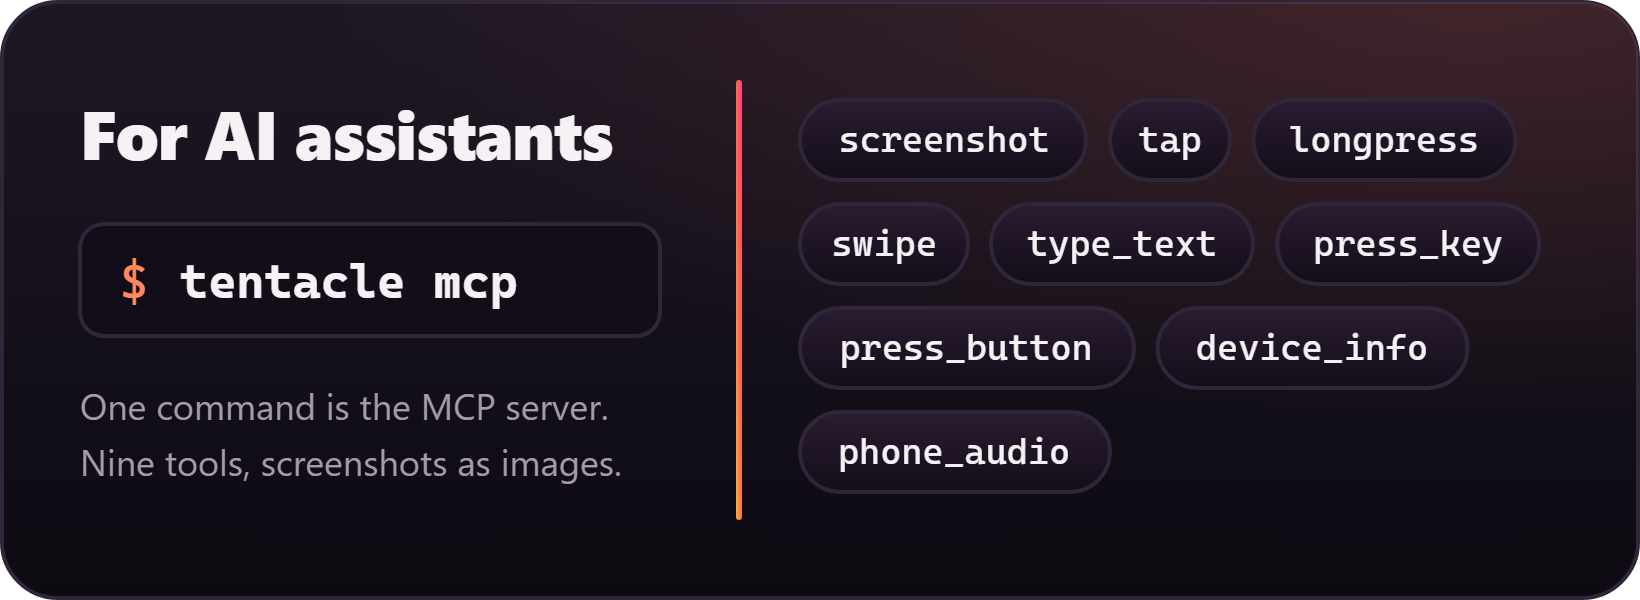 For AI assistants
$ tentacle mcp
One command is the MCP server.
Nine tools, screenshots as images.
screenshot tap longpress
swipe type_text press_key
press_button device_info
phone_audio